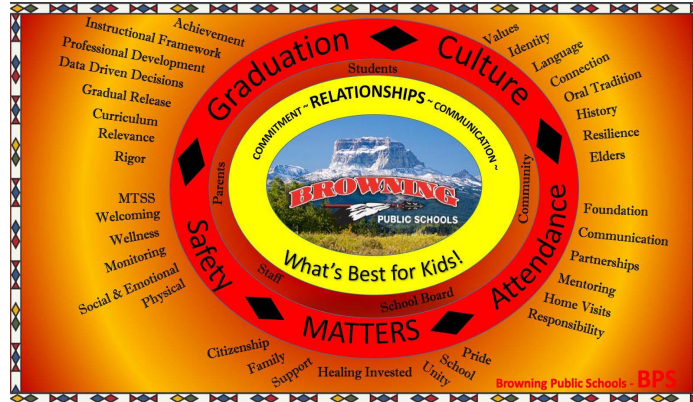 Achievement
Instructional Framework
Professional Development
Data Driven Decisions
Gradual Release
Curriculum
Relevance
Rigor
MTSS
Welcoming
Wellness
Monitoring
Social & Emotional
Physical
Graduation
Culture
Attendance
MATTERS
Safety
Students
Community
School Board
Staff
Parents
COMMITMENT ~ RELATIONSHIPS ~ COMMUNICATION ~
BROWNING
PUBLIC SCHOOLS
What's Best for Kids!
Values
Identity
Language
Connection
Oral Tradition
History
Resilience
Elders
Foundation
Communication
Partnerships
Mentoring
Home Visits
Responsibility
Citizenship
Family
Support
Healing Invested
Unity
School
Pride
Browning Public Schools - BPS